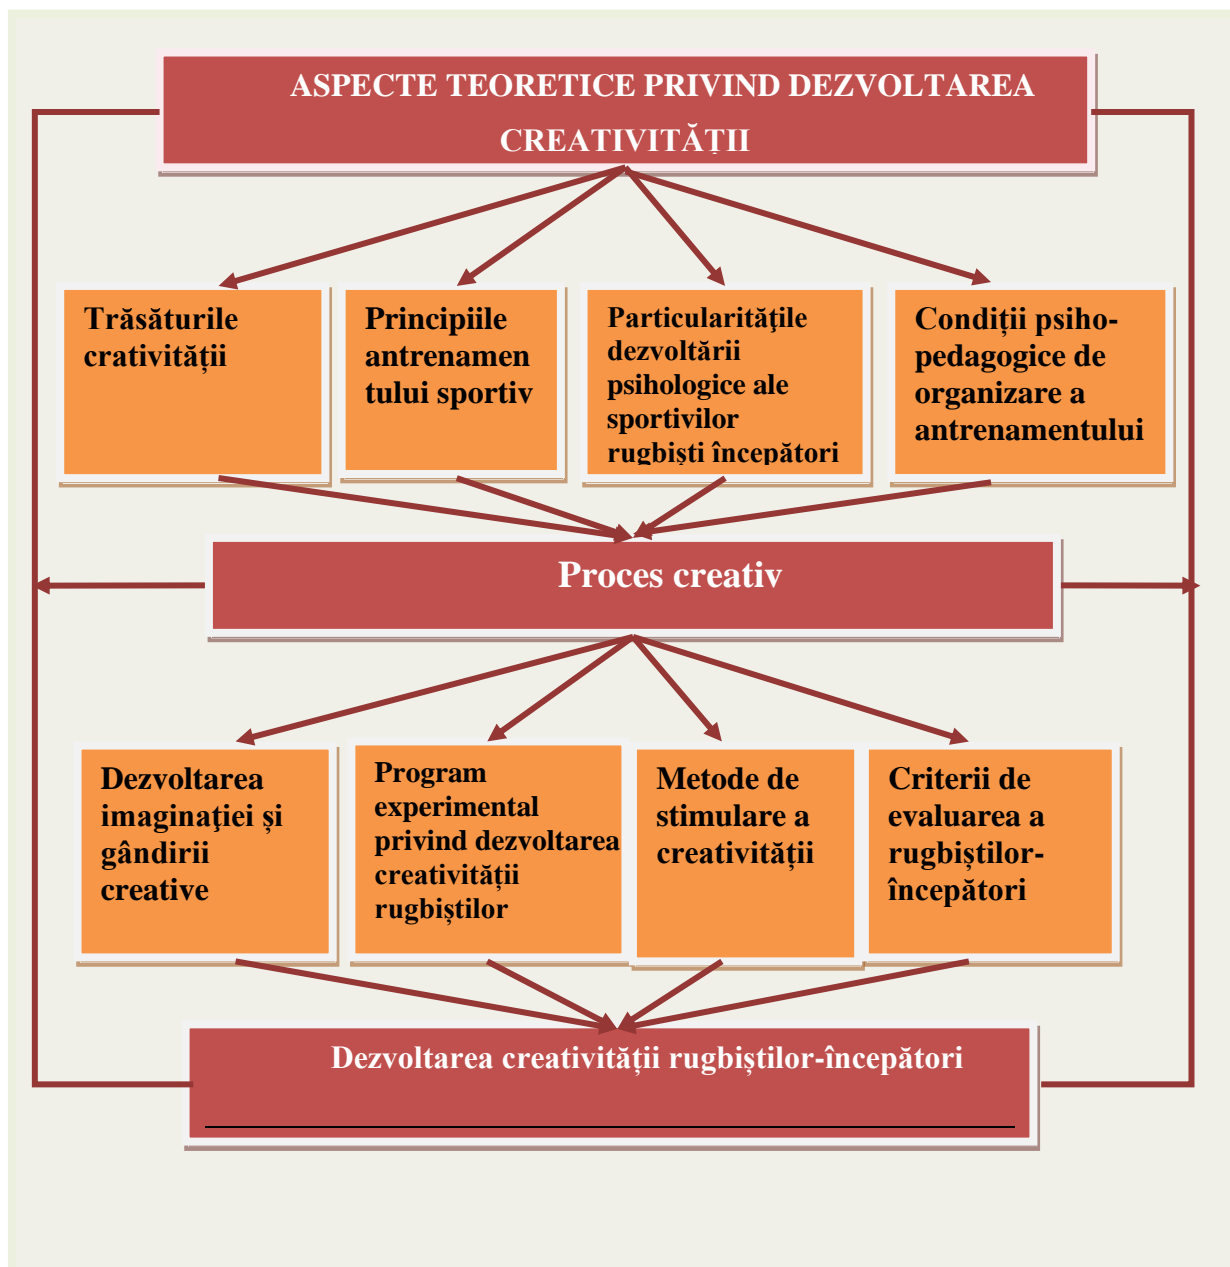 ASPECTE TEORETICE PRIVIND DEZVOLTAREA
CREATIVITĂȚII
Trăsăturile
crativității
Principiile
antrenamen
tului sportiv
Particularităţile
dezvoltării
psihologice ale
sportivilor
rugbiști începători
Condiții psiho-
pedagogice de
organizare a
antrenamentului
Proces creativ
Dezvoltarea
imaginaţiei și
gândirii
creative
Program
experimental
privind dezvoltarea
creativității
rugbiștilor
Metode de
stimulare a
creativității
Criterii de
evaluarea a
rugbiștilor-
începători
Dezvoltarea creativității rugbiștilor-începători